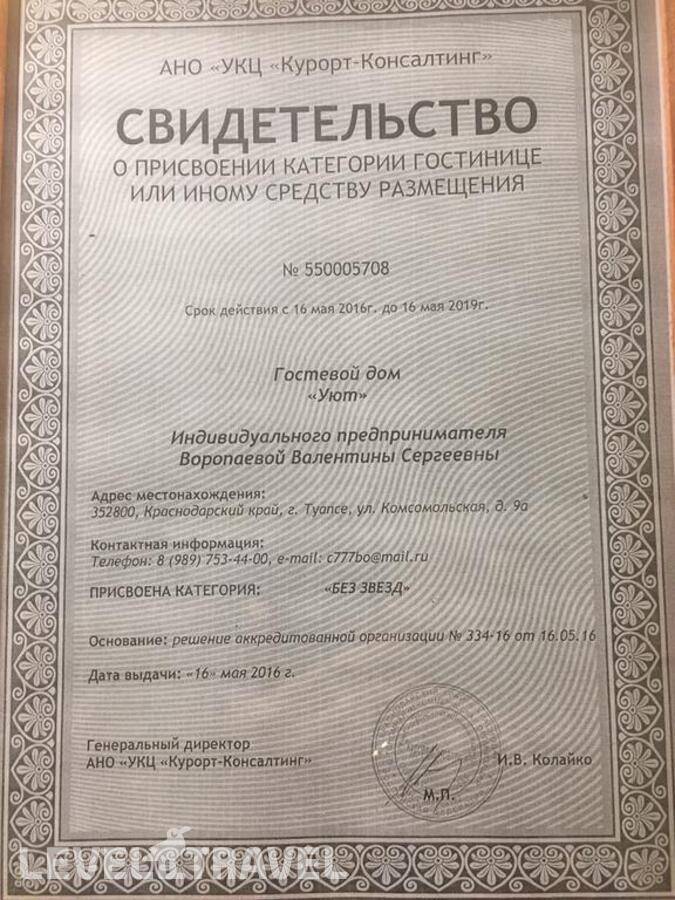 АНО «УКЦ «Курорт-Консалтинг»
СВИДЕТЕЛЬСТВО
О ПРИСВОЕНИИ КАТЕГОРИИ ГОСТИНИЦЕ
ИЛИ ИНОМУ СРЕДСТВУ РАЗМЕЩЕНИЯ
№ 550005708
Срок действия с 16 мая 2016г. до 16 мая 2019г.
Гостевой дом
«Уют»
Индивидуального предпринимателя
Воропаевой Валентины Сергеевны
Адрес местонахождения:
352800, Краснодарский край, г. Туапсе, ул. Комсомольская, д. 9а
Контактная информация:
Телефон: 8 (989) 753-44-00, e-mail: c777bo@mail.ru
ПРИСВОЕНА КАТЕГОРИЯ: «БЕЗ ЗВЕЗД»
Основание: решение аккредитованной организации № 334-16 от 16.05.16
Дата выдачи: «16» мая 2016 г.
Генеральный директор
АНО «УКЦ «Курорт-Консалтинг» И.В. Колайко
М.П.
LEVEL.TRAVEL